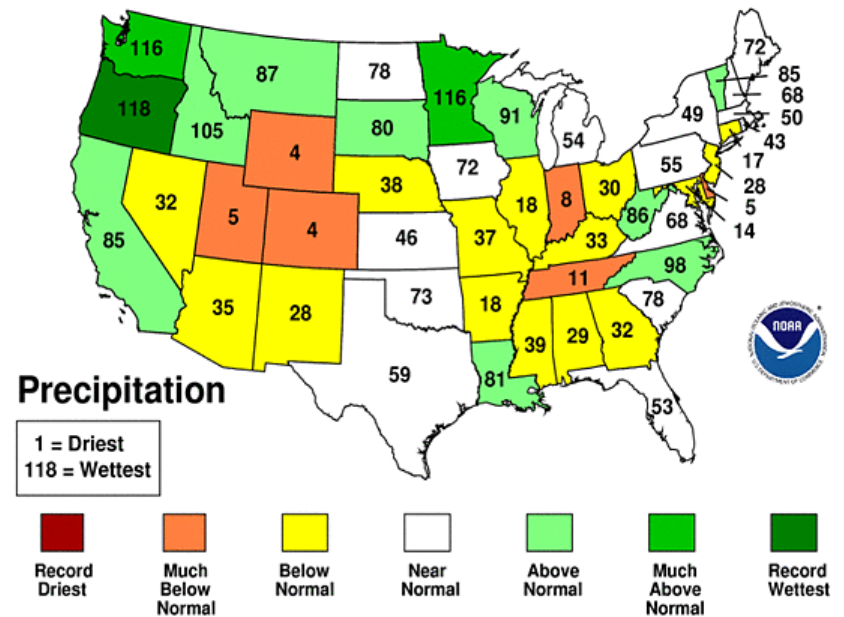 116
87
78
116
72
118
105
4
80
91
54
49
85
68
50
43
32
5
38
72
55
17
28
5
14
85
4
46
37
18
8
30
86
68
33
35
28
73
18
11
98
78
59
81
39
29
32
53
NOAA
Precipitation
1 = Driest
118 = Wettest
Record
Driest
Much
Below
Normal
Below
Normal
Near
Normal
Above
Normal
Much
Above
Normal
Record
Wettest